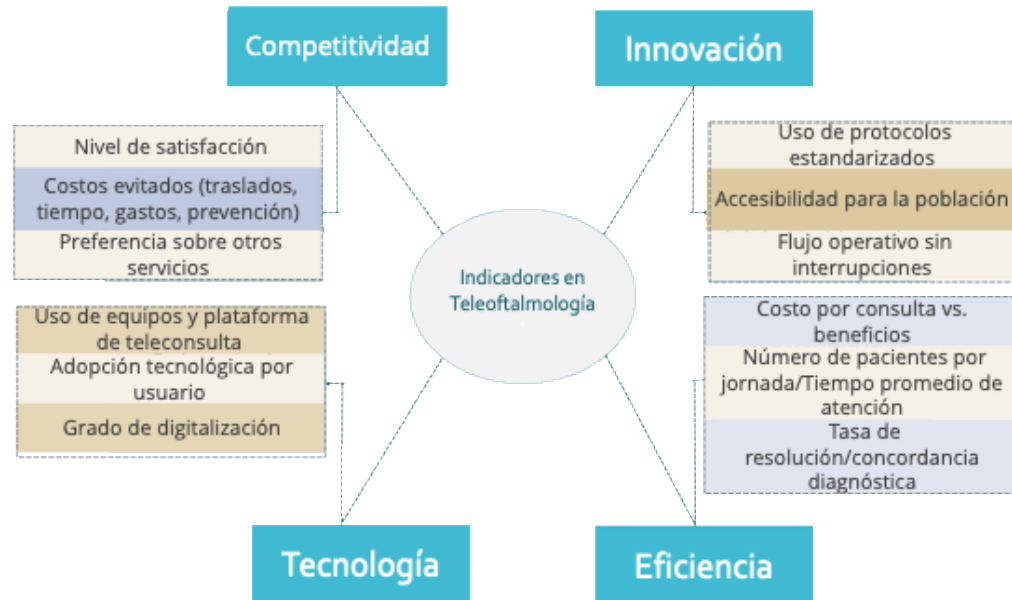 Competitividad
Innovación
Nivel de satisfacción
Costos evitados (traslados,
tiempo, gastos, prevención)
Preferencia sobre otros
servicios
Uso de protocolos
estandarizados
Accesibilidad para la población
Flujo operativo sin
interrupciones
Indicadores en
Teleoftalmología
Uso de equipos y plataforma
de teleconsulta
Adopción tecnológica por
usuario
Grado de digitalización
Costo por consulta vs.
beneficios
Número de pacientes por
jornada/Tiempo promedio de
atención
Tasa de
resolución/concordancia
diagnóstica
Tecnología
Eficiencia